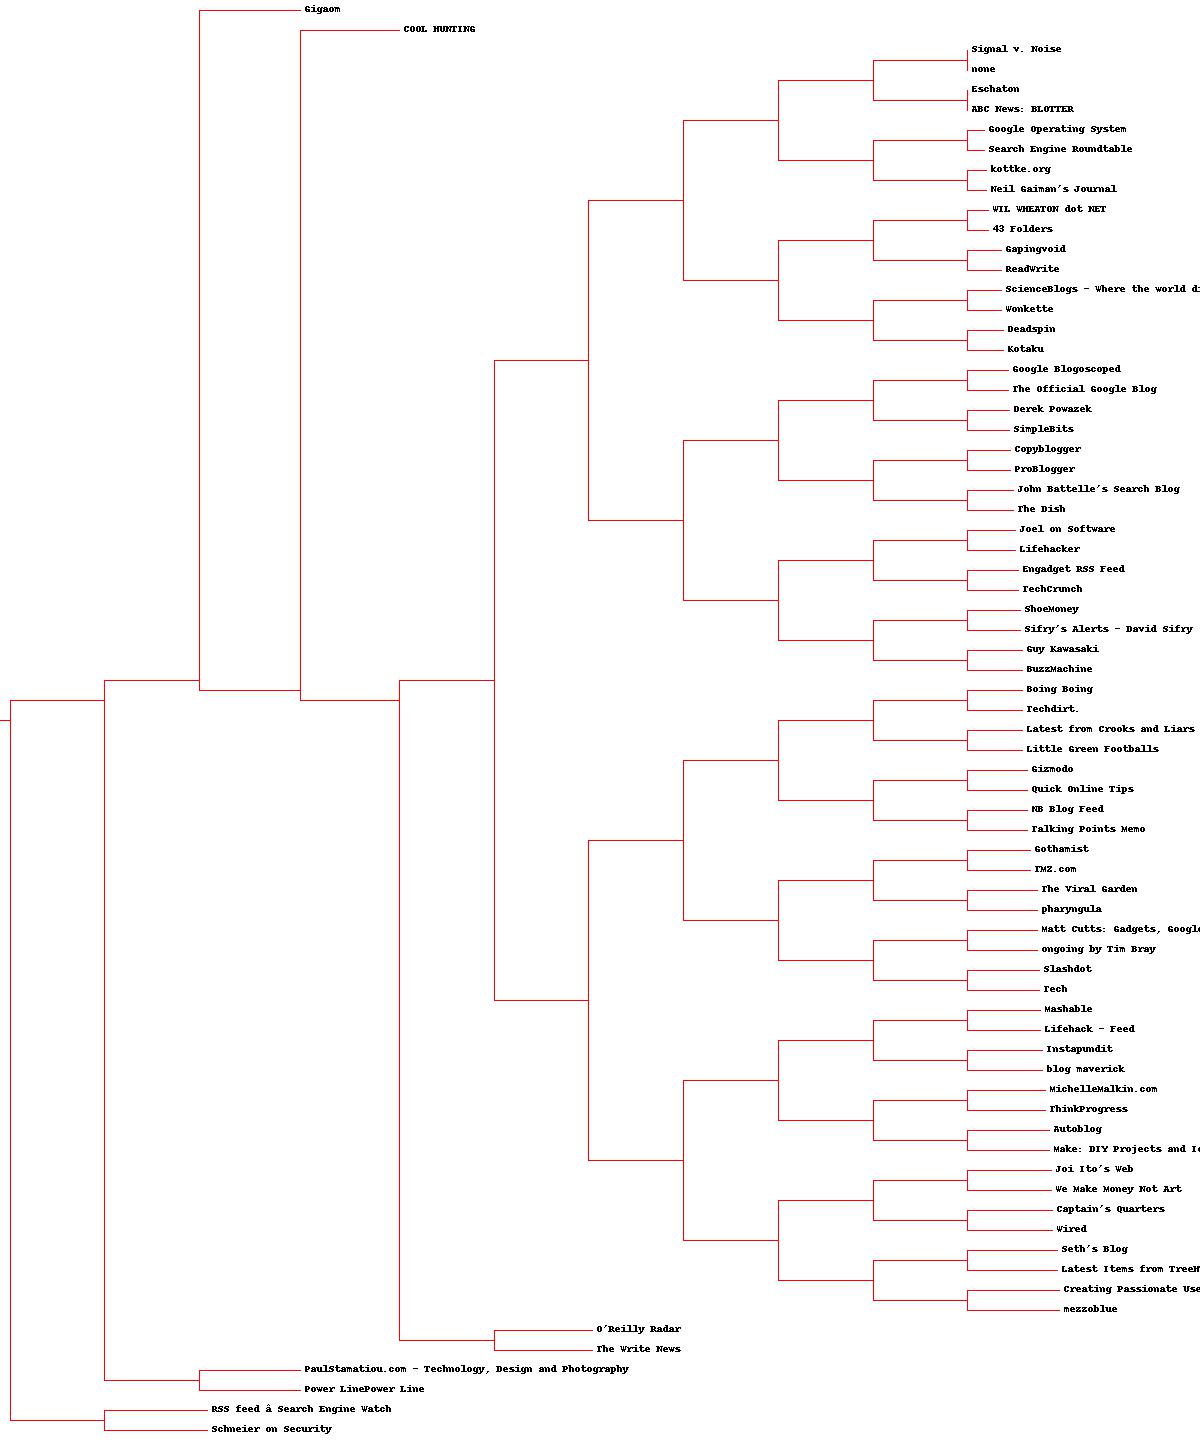 Gigaom
COOL HUNTING
Signal v. Noise
none
Eschaton
ABC News: BLOTTER
Google Operating System
Search Engine Roundtable
kottke.org
Neil Gaiman's Journal
WIL WHEATON dot NET
43 Folders
Gapingvoid
ReadWrite
ScienceBlogs - Where the world di
Wonkette
Deadspin
Kotaku
Google Blogoscoped
The Official Google Blog
Derek Powazek
SimpleBits
Copyblogger
ProBlogger
John Battelle's Search Blog
The Dish
Joel on Software
Lifehacker
Engadget RSS Feed
TechCrunch
ShoeMoney
Sifry's Alerts - David Sifry
Guy Kawasaki
BuzzMachine
Boing Boing
Techdirt.
Latest from Crooks and Liars
Little Green Footballs
Gizmodo
Quick Online Tips
NB Blog Feed
Talking Points Memo
Gothamist
TMZ.com
The Viral Garden
pharyngula
Matt Cutts: Gadgets, Google
ongoing by Tim Bray
Slashdot
Tech
Mashable
Lifehack - Feed
Instapundit
blog maverick
MichelleMalkin.com
ThinkProgress
Autoblog
Make: DIY Projects and Id
Joi Ito's Web
We Make Money Not Art
Captain's Quarters
Wired
Seth's Blog
Latest Items from TreeH
Creating Passionate Use
mezzoblue
O'Reilly Radar
The Write News
PaulStamatiou.com - Technology, Design and Photography
Power LinePower Line
RSS feed â Search Engine Watch
Schneier on Security